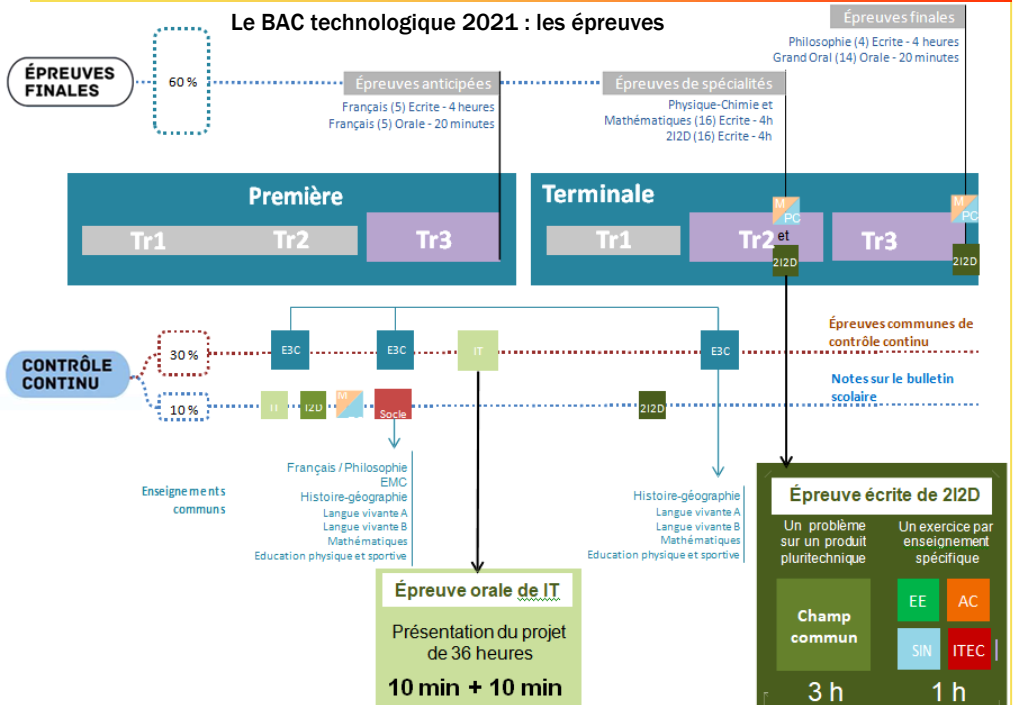 Le BAC technologique 2021 : les épreuves
Épreuves finales
Philosophie (4) Ecrite - 4 heures
Grand Oral (14) Orale - 20 minutes
ÉPREUVES
FINALES
60 %
Épreuves anticipées
Français (5) Ecrite - 4 heures
Français (5) Orale - 20 minutes
Épreuves de spécialités
Physique-Chimie et
Mathématiques (16) Ecrite - 4h
2I2D (16) Ecrite - 4h
Première
Tr1
Tr2
Tr3
Terminale
Tr1
Tr2
M
PC
et
2I2D
Tr3
M
PC
2I2D
CONTRÔLE
CONTINU
30 %
E3C
E3C
IT
E3C
Épreuves communes de
contrôle continu
10 %
IT
I2D
M
Socle
2I2D
Notes sur le bulletin
scolaire
Enseignements
communs
Français / Philosophie
EMC
Histoire-géographie
Langue vivante A
Langue vivante B
Mathématiques
Education physique et sportive
Histoire-géographie
Langue vivante A
Langue vivante B
Mathématiques
Education physique et sportive
Épreuve orale de IT
Présentation du projet
de 36 heures
10 min + 10 min
Épreuve écrite de 2I2D
Un problème
sur un produit
pluritechnique
Champ
commun
3 h
Un exercice par
enseignement
spécifique
EE
AC
SIN
ITEC
1 h